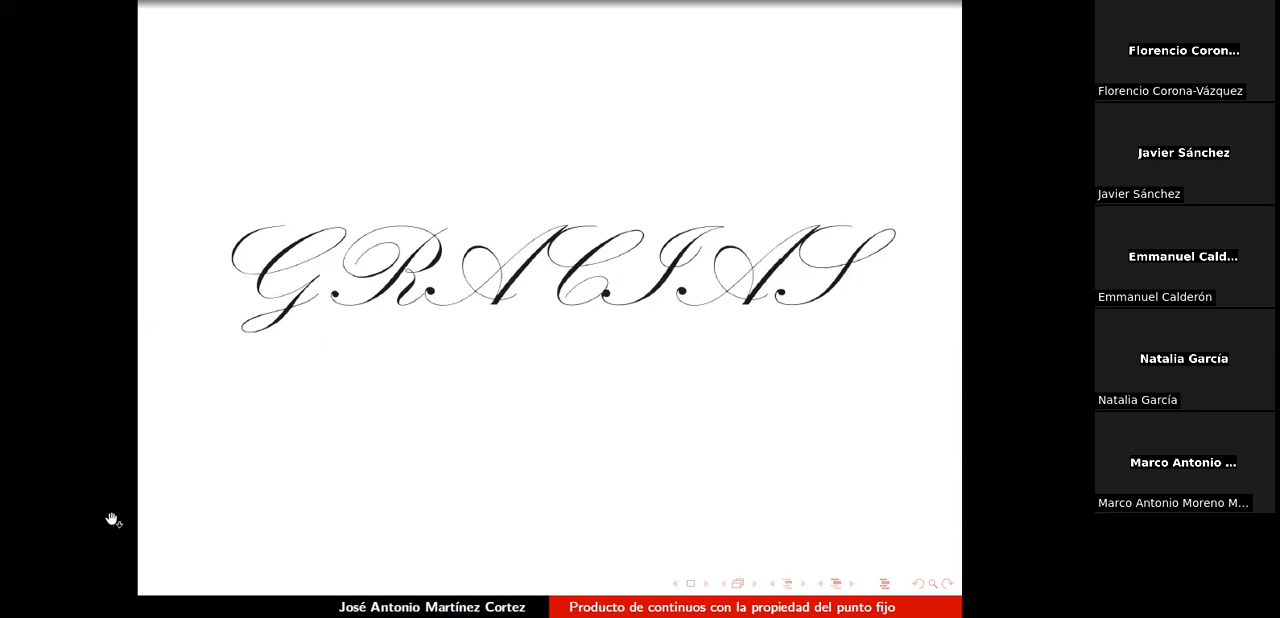 GRACIAS
José Antonio Martínez Cortez
Producto de continuos con la propiedad del punto fijo
Florencio Coron...
Florencio Corona-Vázquez
Javier Sánchez
Javier Sánchez
Emmanuel Cald...
Emmanuel Calderón
Natalia García
Natalia García
Marco Antonio ...
Marco Antonio Moreno M...